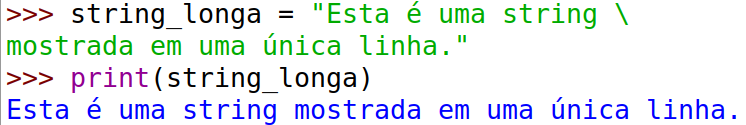 >>> string_longa = "Esta é uma string \
mostrada em uma única linha."
>>> print(string_longa)
Esta é uma string mostrada em uma única linha.